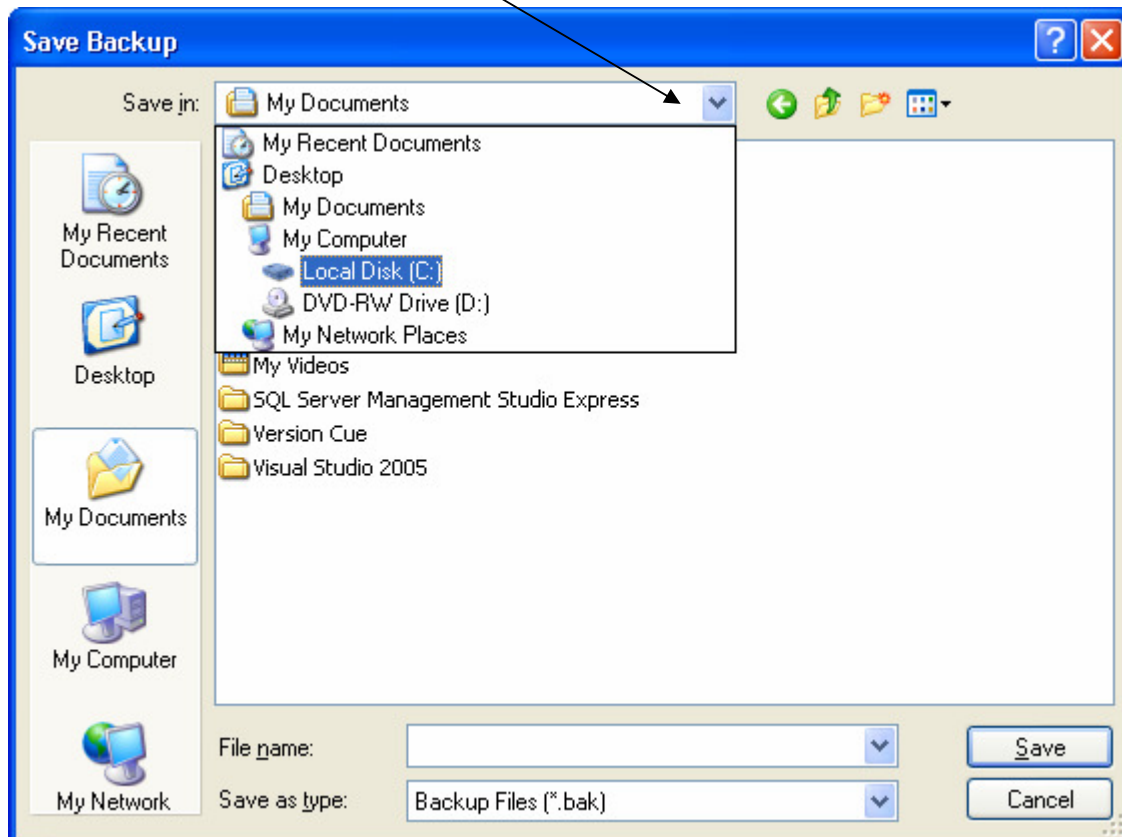 Save Backup
Save in:
My Documents
My Recent Documents
Desktop
My Documents
My Computer
Local Disk (C:)
DVD-RW Drive (D:)
My Network Places
My Videos
SQL Server Management Studio Express
Version Cue
Visual Studio 2005
My Recent
Documents
Desktop
My Documents
My Computer
My Network
File name:
Save
Save as type:
Backup Files (*.bak)
Cancel